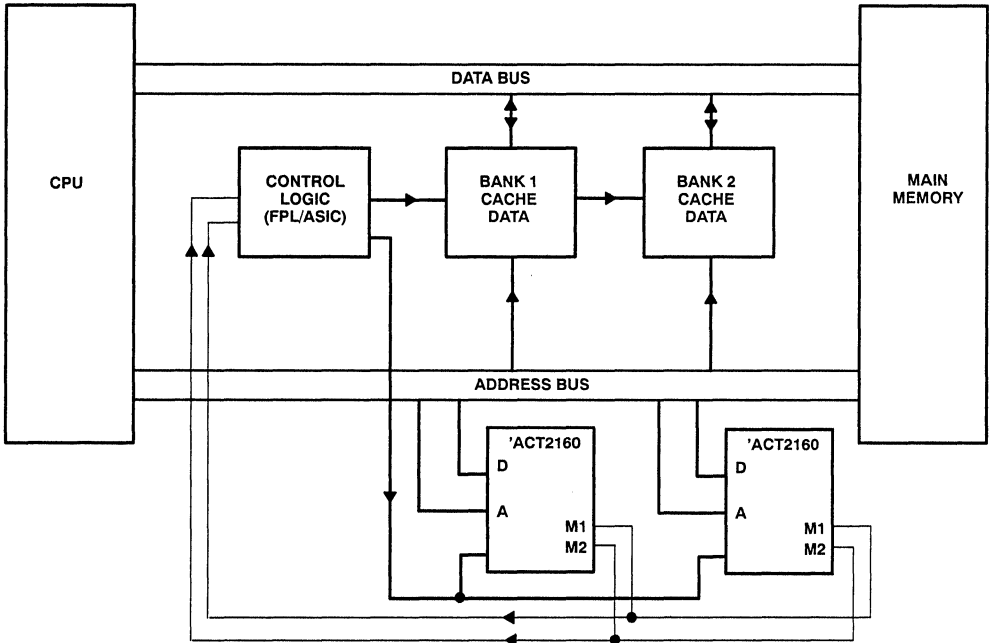 DATA BUS
CPU
CONTROL
LOGIC
(FPL/ASIC)
BANK 1
CACHE
DATA
BANK 2
CACHE
DATA
MAIN
MEMORY
ADDRESS BUS
'ACT2160
D
A
M1
M2
'ACT2160
D
A
M1
M2